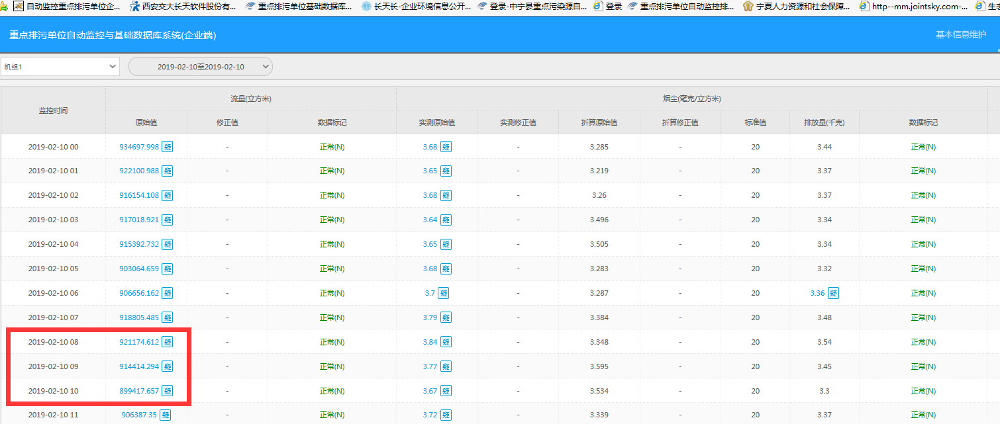 自动监控重点排污单位企... 西安交大长天软件股份有... 重点排污单位基础数据库... 长天长-企业环境信息公开... 登录-中宁县重点污染源自... 登录 重点排污单位自动监控排... 宁夏人力资源和社会保障... http--mm.jointsky.com-... 生态
重点排污单位自动监控与基础数据库系统(企业端) 基本信息维护
机组1 2019-02-10至2019-02-10
监控时间 流量(立方米) 烟尘(毫克/立方米)
原始值 修正值 数据标记 实测原始值 实测修正值 折算原始值 折算修正值 标准值 排放量(千克) 数据标记
2019-02-10 00 934697.998 疑 - 正常(N) 3.68 疑 - 3.285 - 20 3.44 正常(N)
2019-02-10 01 922100.988 疑 - 正常(N) 3.65 疑 - 3.219 - 20 3.37 正常(N)
2019-02-10 02 916154.108 疑 - 正常(N) 3.68 疑 - 3.26 - 20 3.37 正常(N)
2019-02-10 03 917018.921 疑 - 正常(N) 3.64 疑 - 3.496 - 20 3.34 正常(N)
2019-02-10 04 915392.732 疑 - 正常(N) 3.65 疑 - 3.505 - 20 3.34 正常(N)
2019-02-10 05 903064.659 疑 - 正常(N) 3.68 疑 - 3.283 - 20 3.32 正常(N)
2019-02-10 06 906656.162 疑 - 正常(N) 3.7 疑 - 3.287 - 20 3.36 疑 正常(N)
2019-02-10 07 918805.485 疑 - 正常(N) 3.79 疑 - 3.384 - 20 3.48 正常(N)
2019-02-10 08 921174.612 疑 - 正常(N) 3.84 疑 - 3.348 - 20 3.54 正常(N)
2019-02-10 09 914414.294 疑 - 正常(N) 3.77 疑 - 3.595 - 20 3.45 正常(N)
2019-02-10 10 899417.657 疑 - 正常(N) 3.67 疑 - 3.534 - 20 3.3 正常(N)
2019-02-10 11 906387.35 疑 - 正常(N) 3.72 疑 - 3.339 - 20 3.37 正常(N)